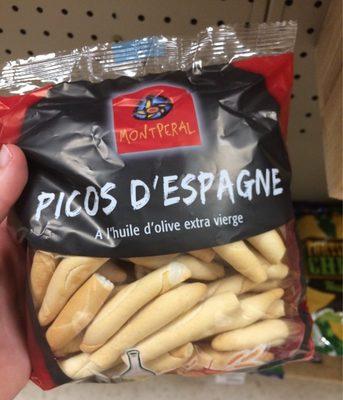 MONTPERAL
PICOS D'ESPAGNE
A l'huile d'olive extra vierge